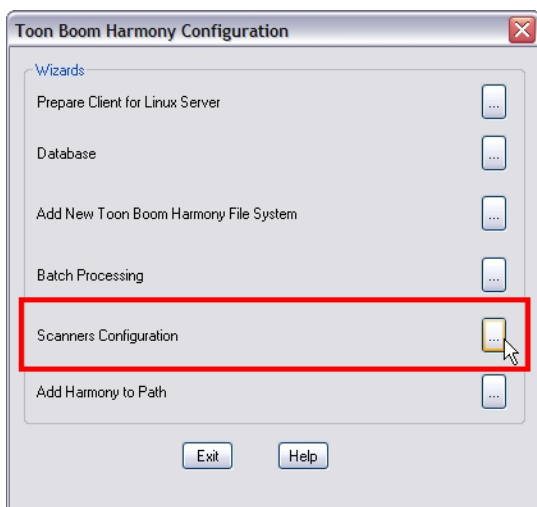 Toon Boom Harmony Configuration
Wizards
Prepare Client for Linux Server
...
Database
...
Add New Toon Boom Harmony File System
...
Batch Processing
...
Scanners Configuration
...
Add Harmony to Path
...
Exit Help